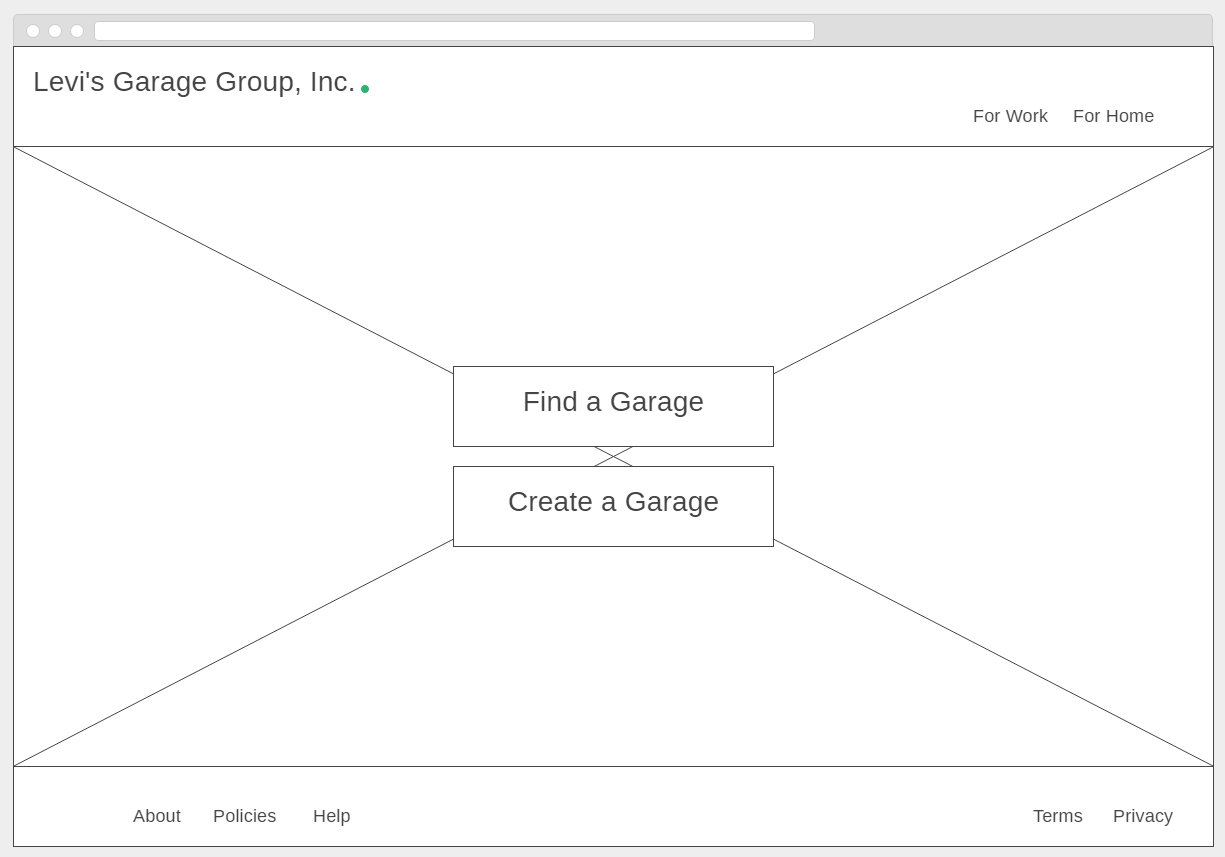 Levi's Garage Group, Inc.
For Work For Home
Find a Garage
Create a Garage
About Policies Help Terms Privacy